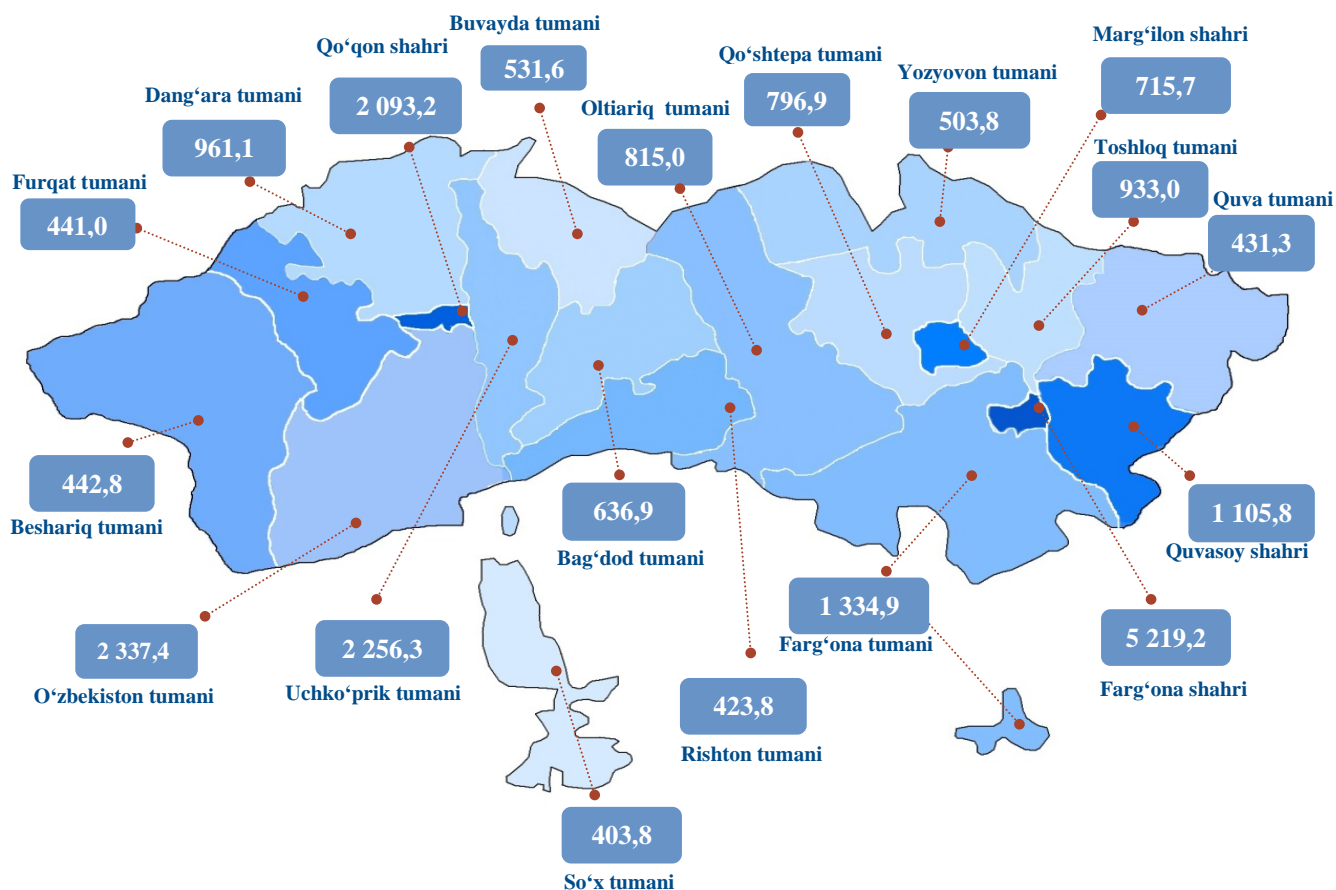 Buvayda tumani
531,6
Qo‘qon shahri
2 093,2
Dang‘ara tumani
961,1
Furqat tumani
441,0
Oltiariq tumani
815,0
Qo‘shtepa tumani
796,9
Yozyovon tumani
503,8
Marg‘ilon shahri
715,7
Toshloq tumani
933,0
Quva tumani
431,3
442,8
Beshariq tumani
636,9
Bag‘dod tumani
1 105,8
Quvasoy shahri
2 337,4
O‘zbekiston tumani
2 256,3
Uchko‘prik tumani
1 334,9
Farg‘ona tumani
5 219,2
Farg‘ona shahri
423,8
Rishton tumani
403,8
So‘x tumani